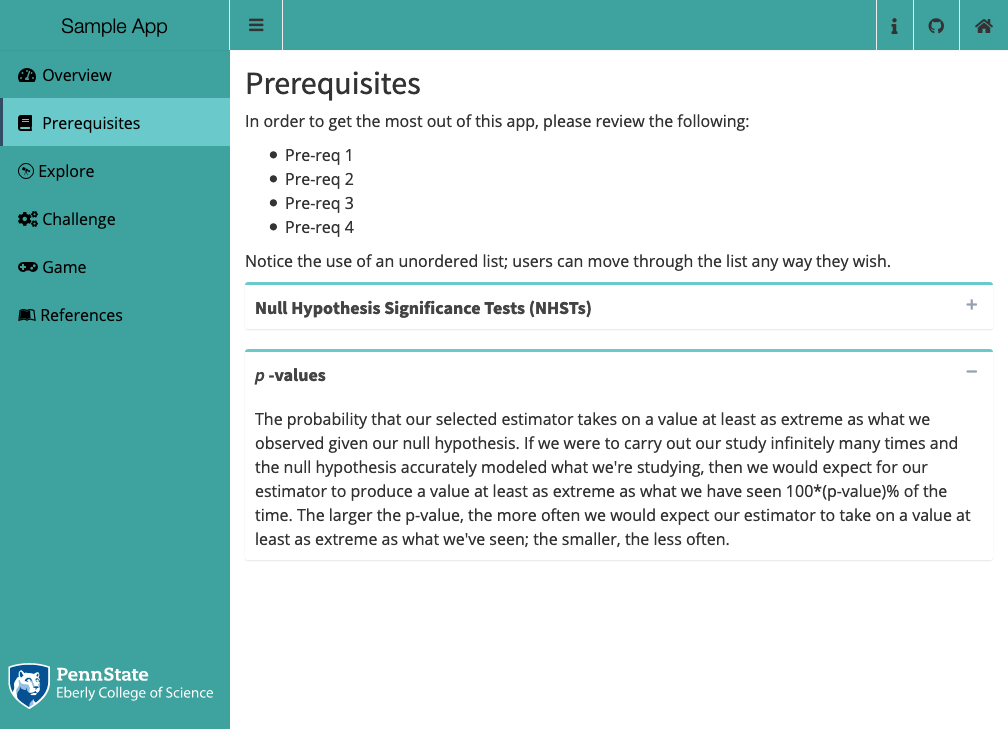 Sample App
Overview
Prerequisites
Explore
Challenge
Game
References
PennState
Eberly College of Science
Prerequisites
In order to get the most out of this app, please review the following:
Pre-req 1
Pre-req 2
Pre-req 3
Pre-req 4
Notice the use of an unordered list; users can move through the list any way they wish.
Null Hypothesis Significance Tests (NHSTs)
p -values
The probability that our selected estimator takes on a value at least as extreme as what we
observed given our null hypothesis. If we were to carry out our study infinitely many times and
the null hypothesis accurately modeled what we're studying, then we would expect for our
estimator to produce a value at least as extreme as what we have seen 100*(p-value)% of the
time. The larger the p-value, the more often we would expect our estimator to take on a value at
least as extreme as what we've seen; the smaller, the less often.